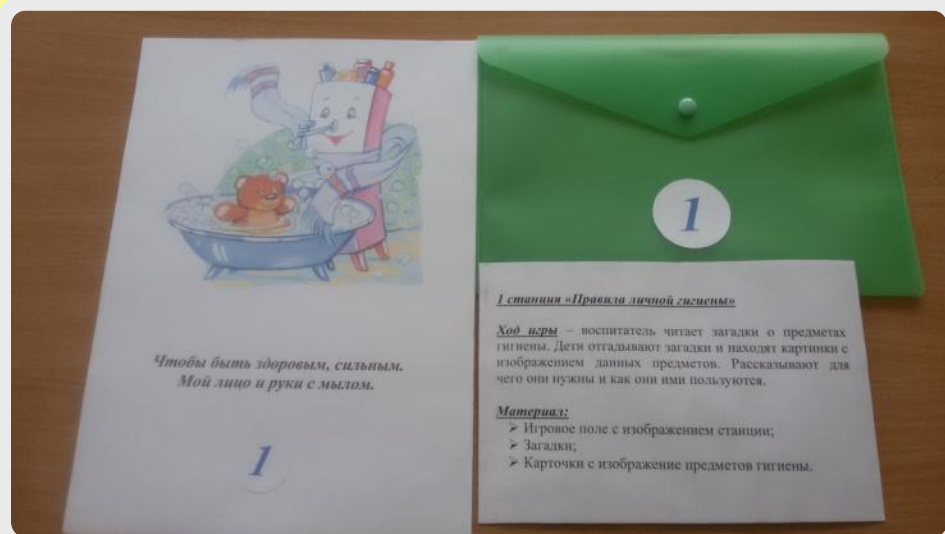 Чтобы быть здоровым, сильным.
Мой лицо и руки с мылом.
1
1
1 станция «Правила личной гигиены»
Ход игры – воспитатель читает загадки о предметах
гигиены. Дети отгадывают загадки и находят картинки с
изображением данных предметов. Рассказывают для
чего они нужны и как они ими пользуются.
Материал:
➢ Игровое поле с изображением станции;
➢ Загадки;
➢ Карточки с изображение предметов гигиены.